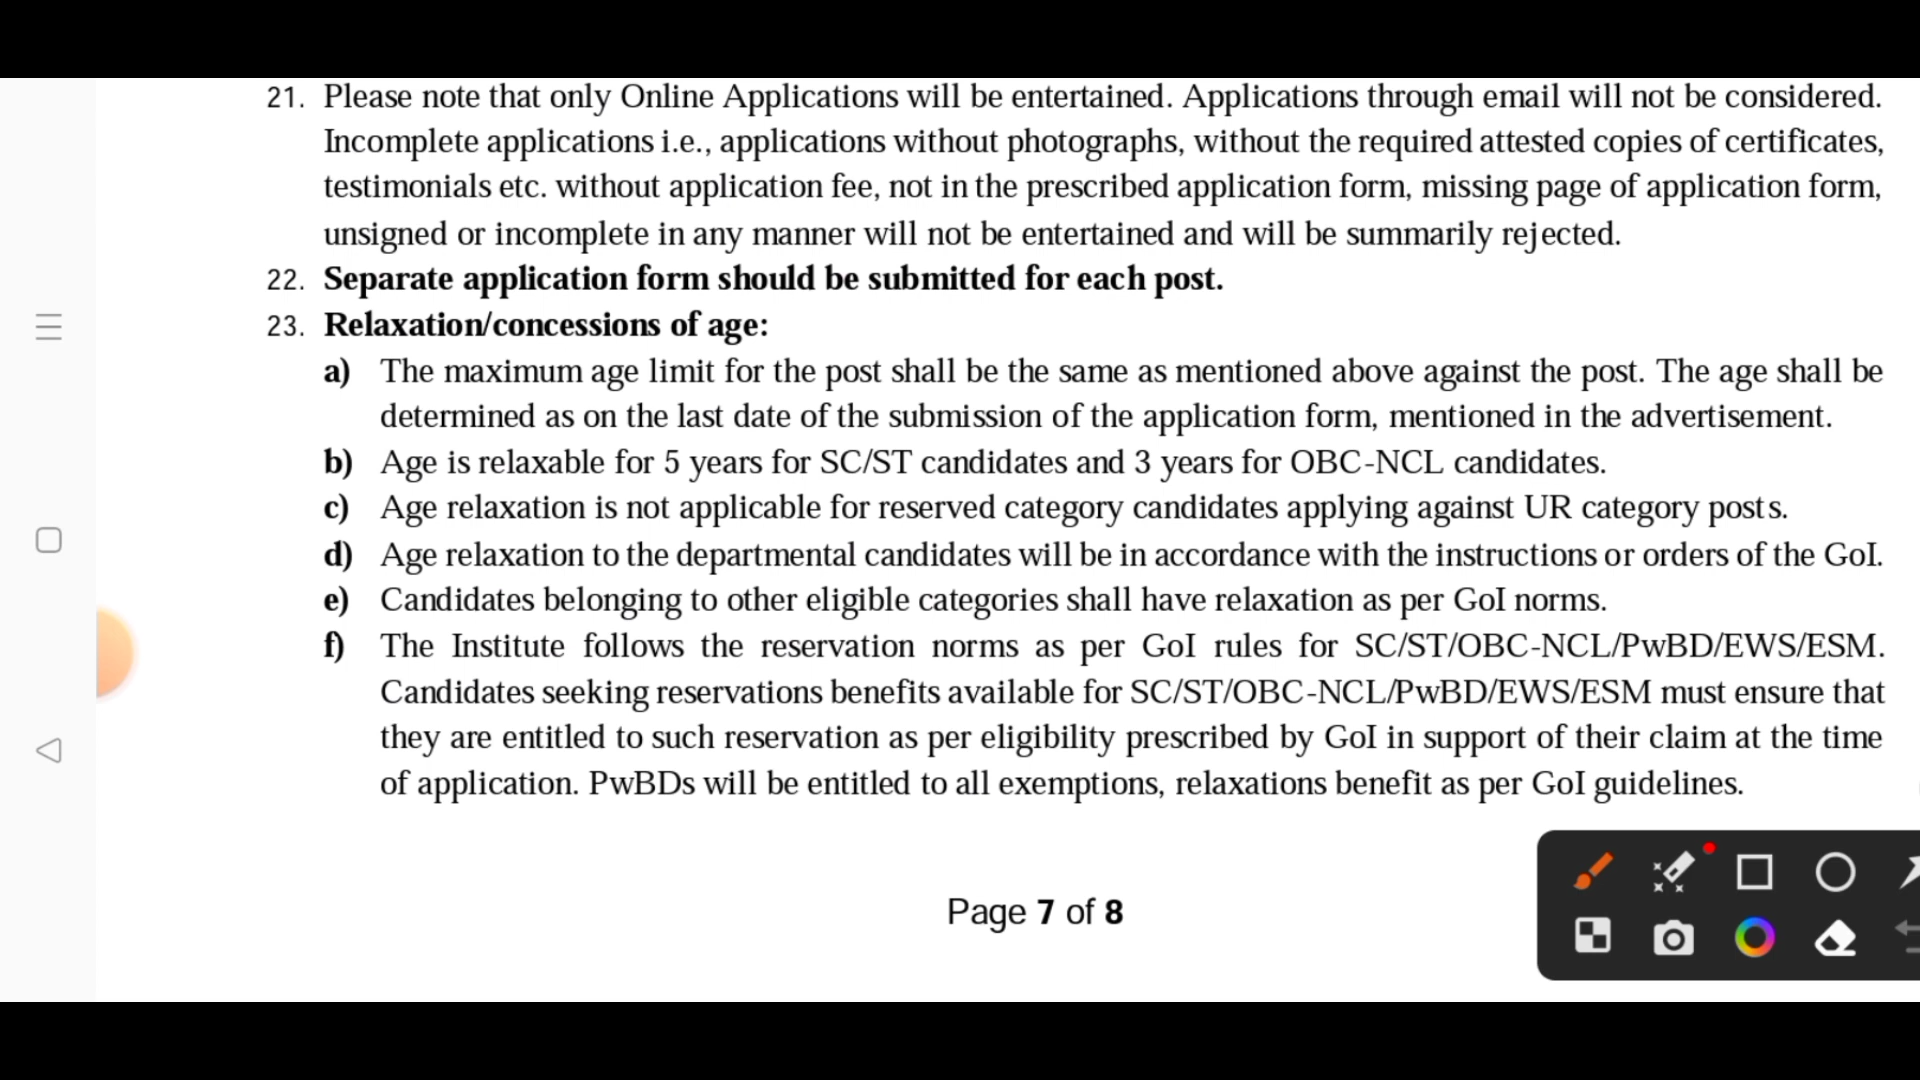 21. Please note that only Online Applications will be entertained. Applications through email will not be considered.
Incomplete applications i.e., applications without photographs, without the required attested copies of certificates,
testimonials etc. without application fee, not in the prescribed application form, missing page of application form,
unsigned or incomplete in any manner will not be entertained and will be summarily rejected.
22. Separate application form should be submitted for each post.
23. Relaxation/concessions of age:
a) The maximum age limit for the post shall be the same as mentioned above against the post. The age shall be
determined as on the last date of the submission of the application form, mentioned in the advertisement.
b) Age is relaxable for 5 years for SC/ST candidates and 3 years for OBC-NCL candidates.
c) Age relaxation is not applicable for reserved category candidates applying against UR category posts.
d) Age relaxation to the departmental candidates will be in accordance with the instructions or orders of the GoI.
e) Candidates belonging to other eligible categories shall have relaxation as per GoI norms.
f) The Institute follows the reservation norms as per GoI rules for SC/ST/OBC-NCL/PwBD/EWS/ESM.
Candidates seeking reservations benefits available for SC/ST/OBC-NCL/PwBD/EWS/ESM must ensure that
they are entitled to such reservation as per eligibility prescribed by GoI in support of their claim at the time
of application. PwBDs will be entitled to all exemptions, relaxations benefit as per GoI guidelines.
Page 7 of 8